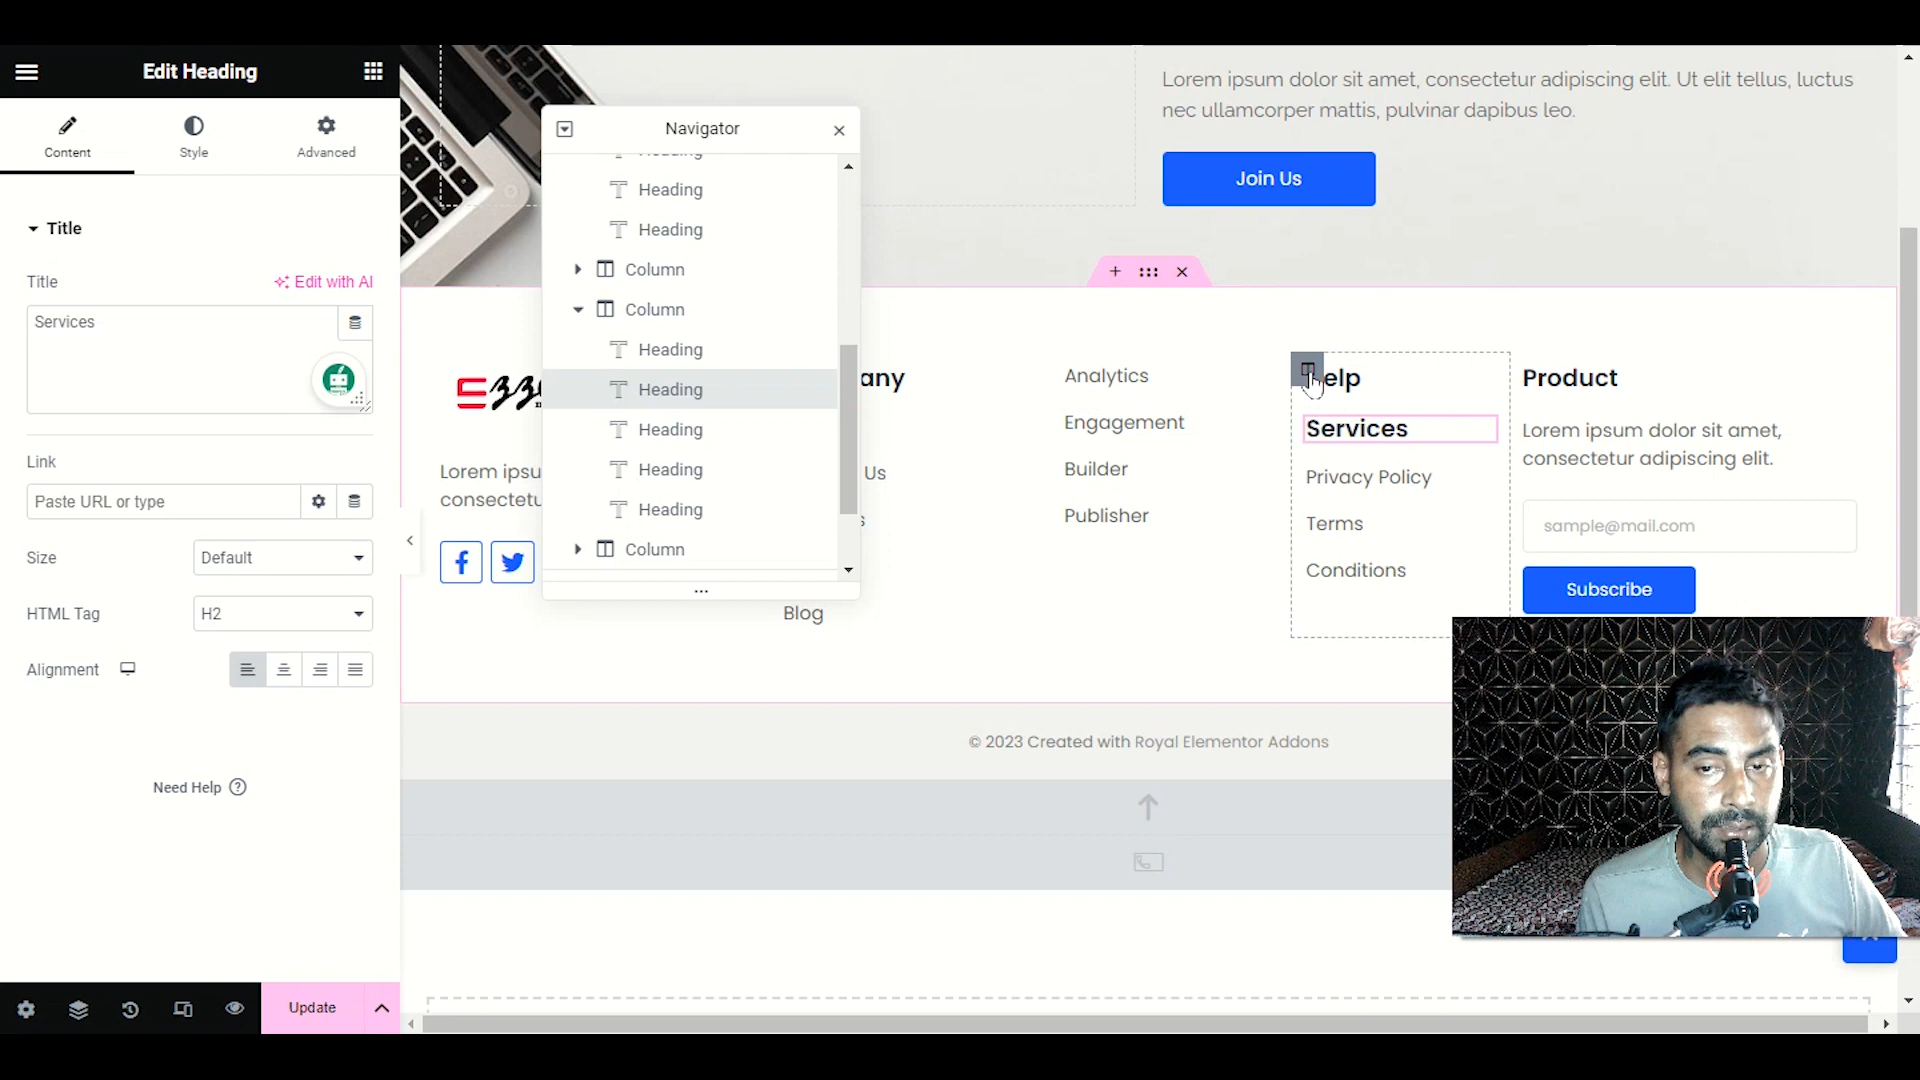 Edit Heading
Content
Style
Advanced
Title
Title
Edit with AI
Services
Link
Paste URL or type
Size
Default
HTML Tag
H2
Alignment
Need Help
Update
Navigator
Heading
Heading
Heading
Column
Column
Heading
Heading
Heading
Heading
Heading
Column
...
Lorem ipsum dolor sit amet, consectetur adipiscing elit. Ut elit tellus, luctus
nec ullamcorper mattis, pulvinar dapibus leo.
Join Us
Lorem ipsu
consectetu
any
Us
s
Blog
Analytics
Engagement
Builder
Publisher
elp
Services
Privacy Policy
Terms
Conditions
Product
Lorem ipsum dolor sit amet,
consectetur adipiscing elit.
sample@mail.com
Subscribe
© 2023 Created with Royal Elementor Addons